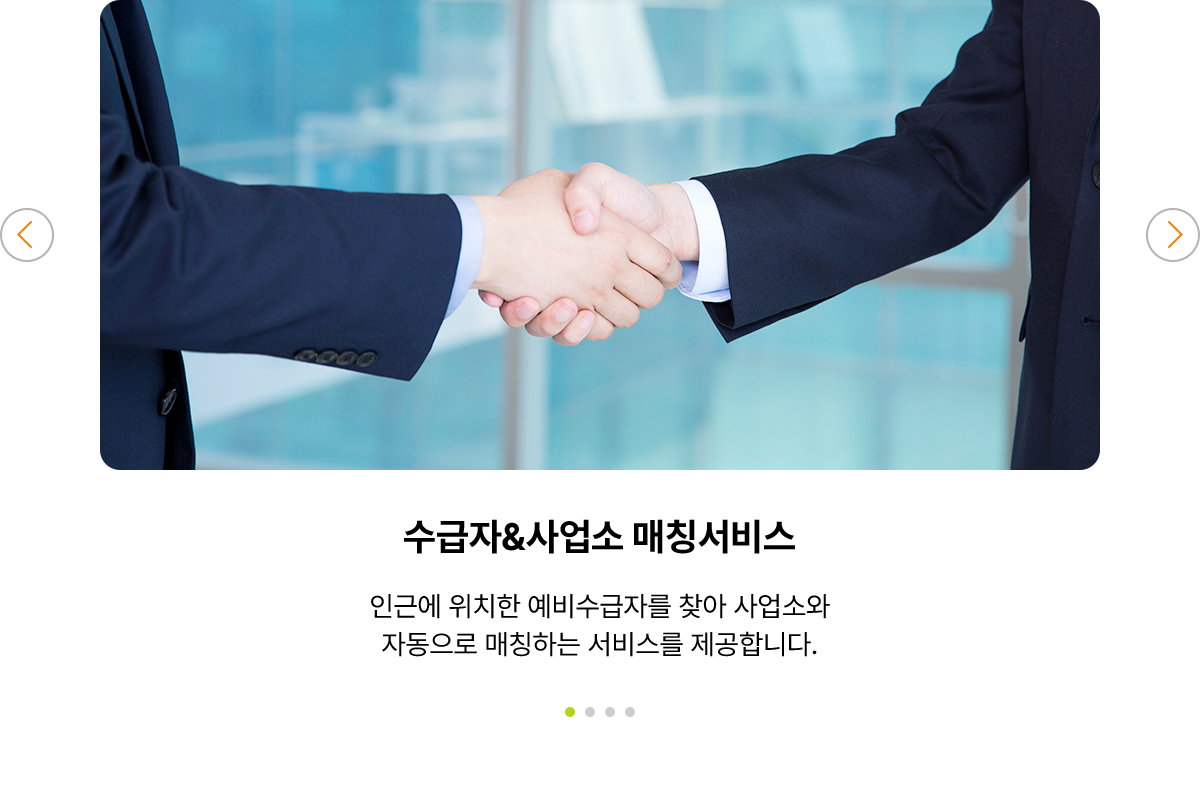 수급자&사업소 매칭서비스
인근에 위치한 예비수급자를 찾아 사업소와
자동으로 매칭하는 서비스를 제공합니다.